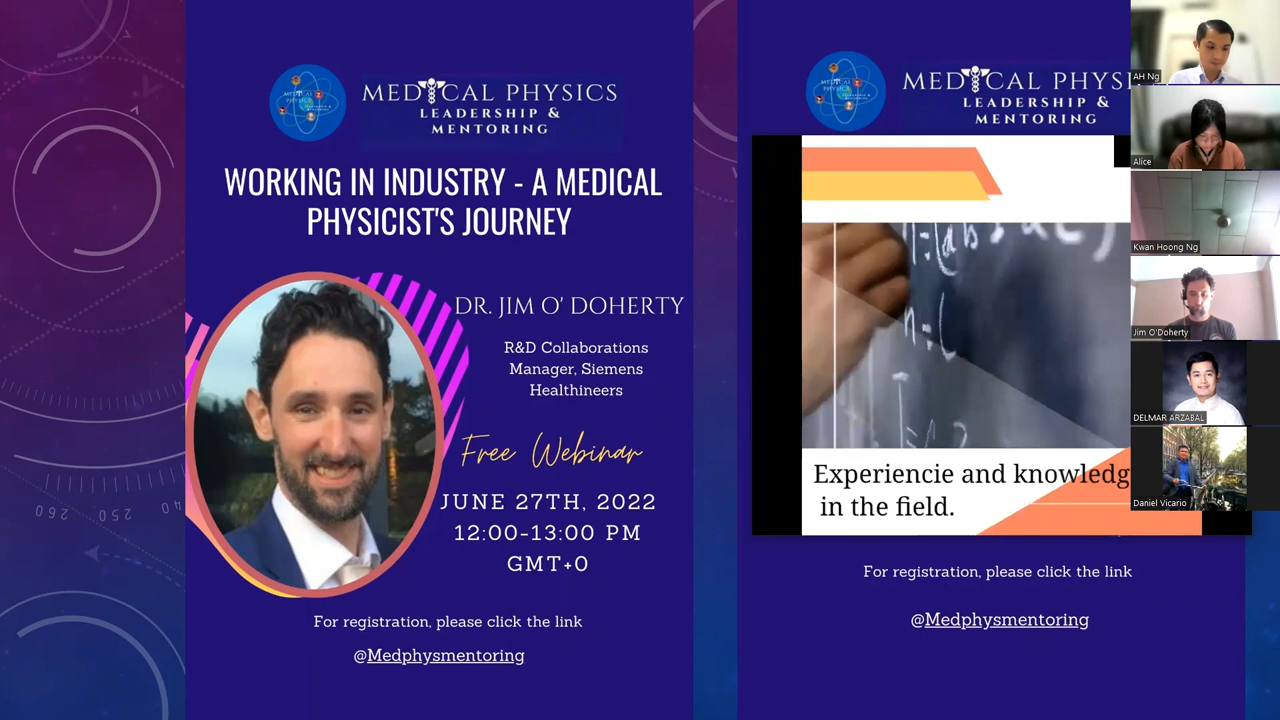 MEDICAL PHYSICS
LEADERSHIP &
MENTORING
WORKING IN INDUSTRY - A MEDICAL
PHYSICIST'S JOURNEY
DR. JIM O' DOHERTY
R&D Collaborations
Manager, Siemens
Healthineers
Free Webinar
JUNE 27TH, 2022
12:00-13:00 PM
GMT+0
For registration, please click the link
@Medphysmentoring
MEDICAL PHYSI
LEADERSHIP &
MENTORING
Experiencie and knowledg
in the field.
For registration, please click the link
@Medphysmentoring
AH Ng
Alice
Kwan Hoong Ng
Jim O'Doherty
DELMAR ARZABAL
Daniel Vicario
260
250